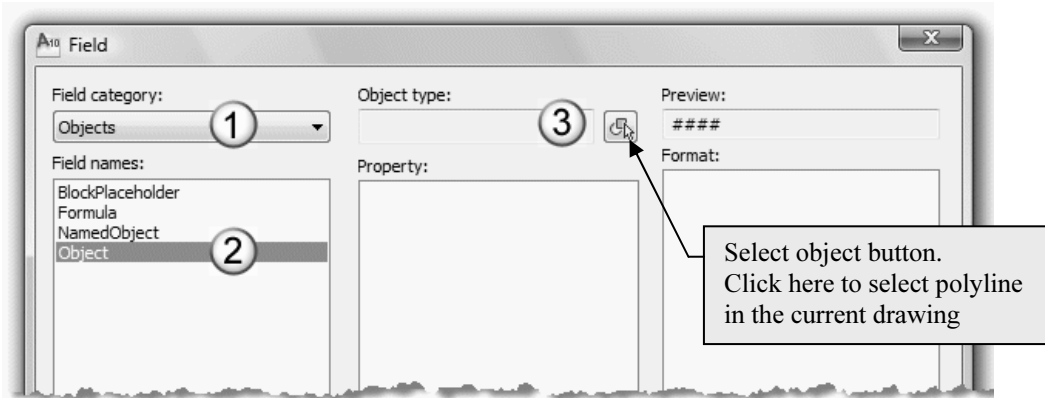 A10 Field
X
Field category:
Object type:
Preview:
Objects
1
3
####
Field names:
Property:
Format:
BlockPlaceholder
Formula
NamedObject
Object
2
Select object button.
Click here to select polyline
in the current drawing